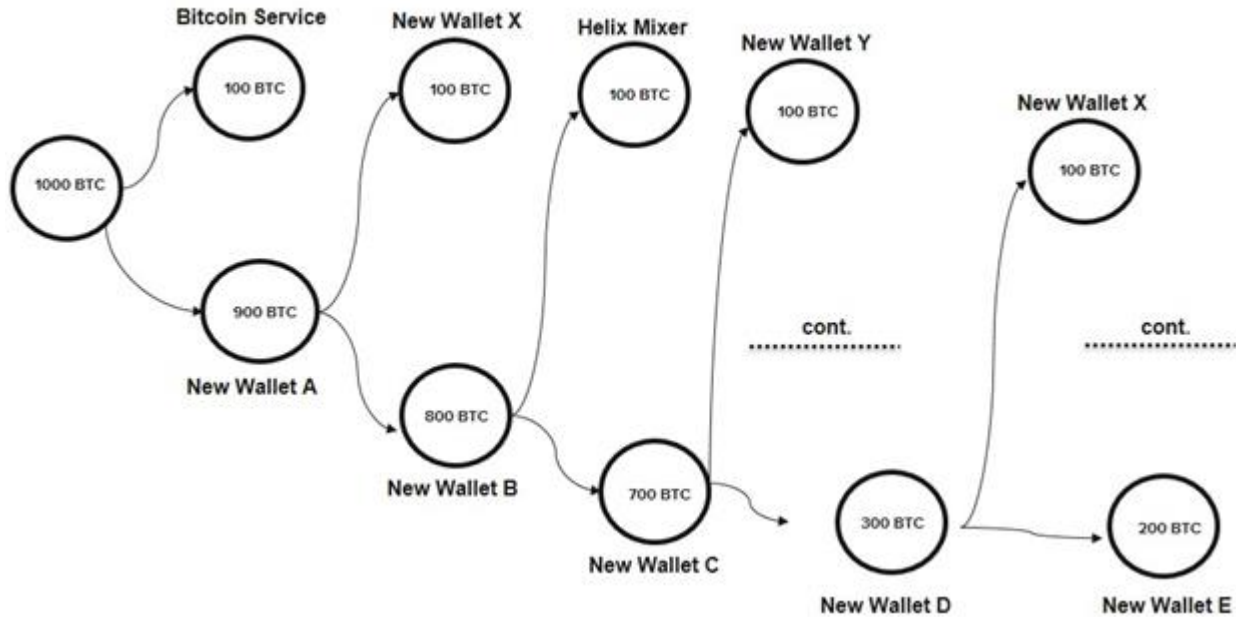 Bitcoin Service
New Wallet X
Helix Mixer
New Wallet Y
100 BTC
100 BTC
100 BTC
100 BTC
New Wallet X
100 BTC
1000 BTC
900 BTC
New Wallet A
cont.
cont.
800 BTC
New Wallet B
700 BTC
New Wallet C
300 BTC
200 BTC
New Wallet D
New Wallet E